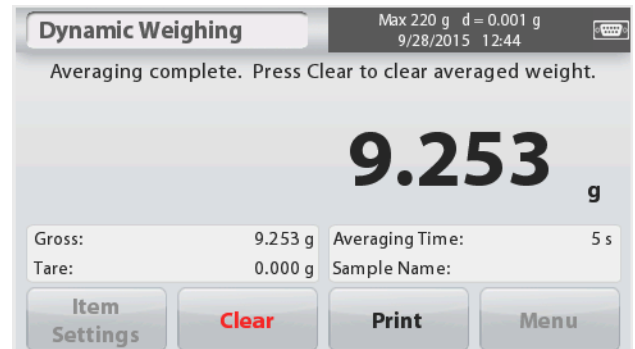 Dynamic Weighing
Max 220 g d = 0.001 g
9/28/2015 12:44
Averaging complete. Press Clear to clear averaged weight.
9.253 g
Gross: 9.253 g
Tare: 0.000 g
Averaging Time: 5 s
Sample Name:
Item
Settings
Clear
Print
Menu